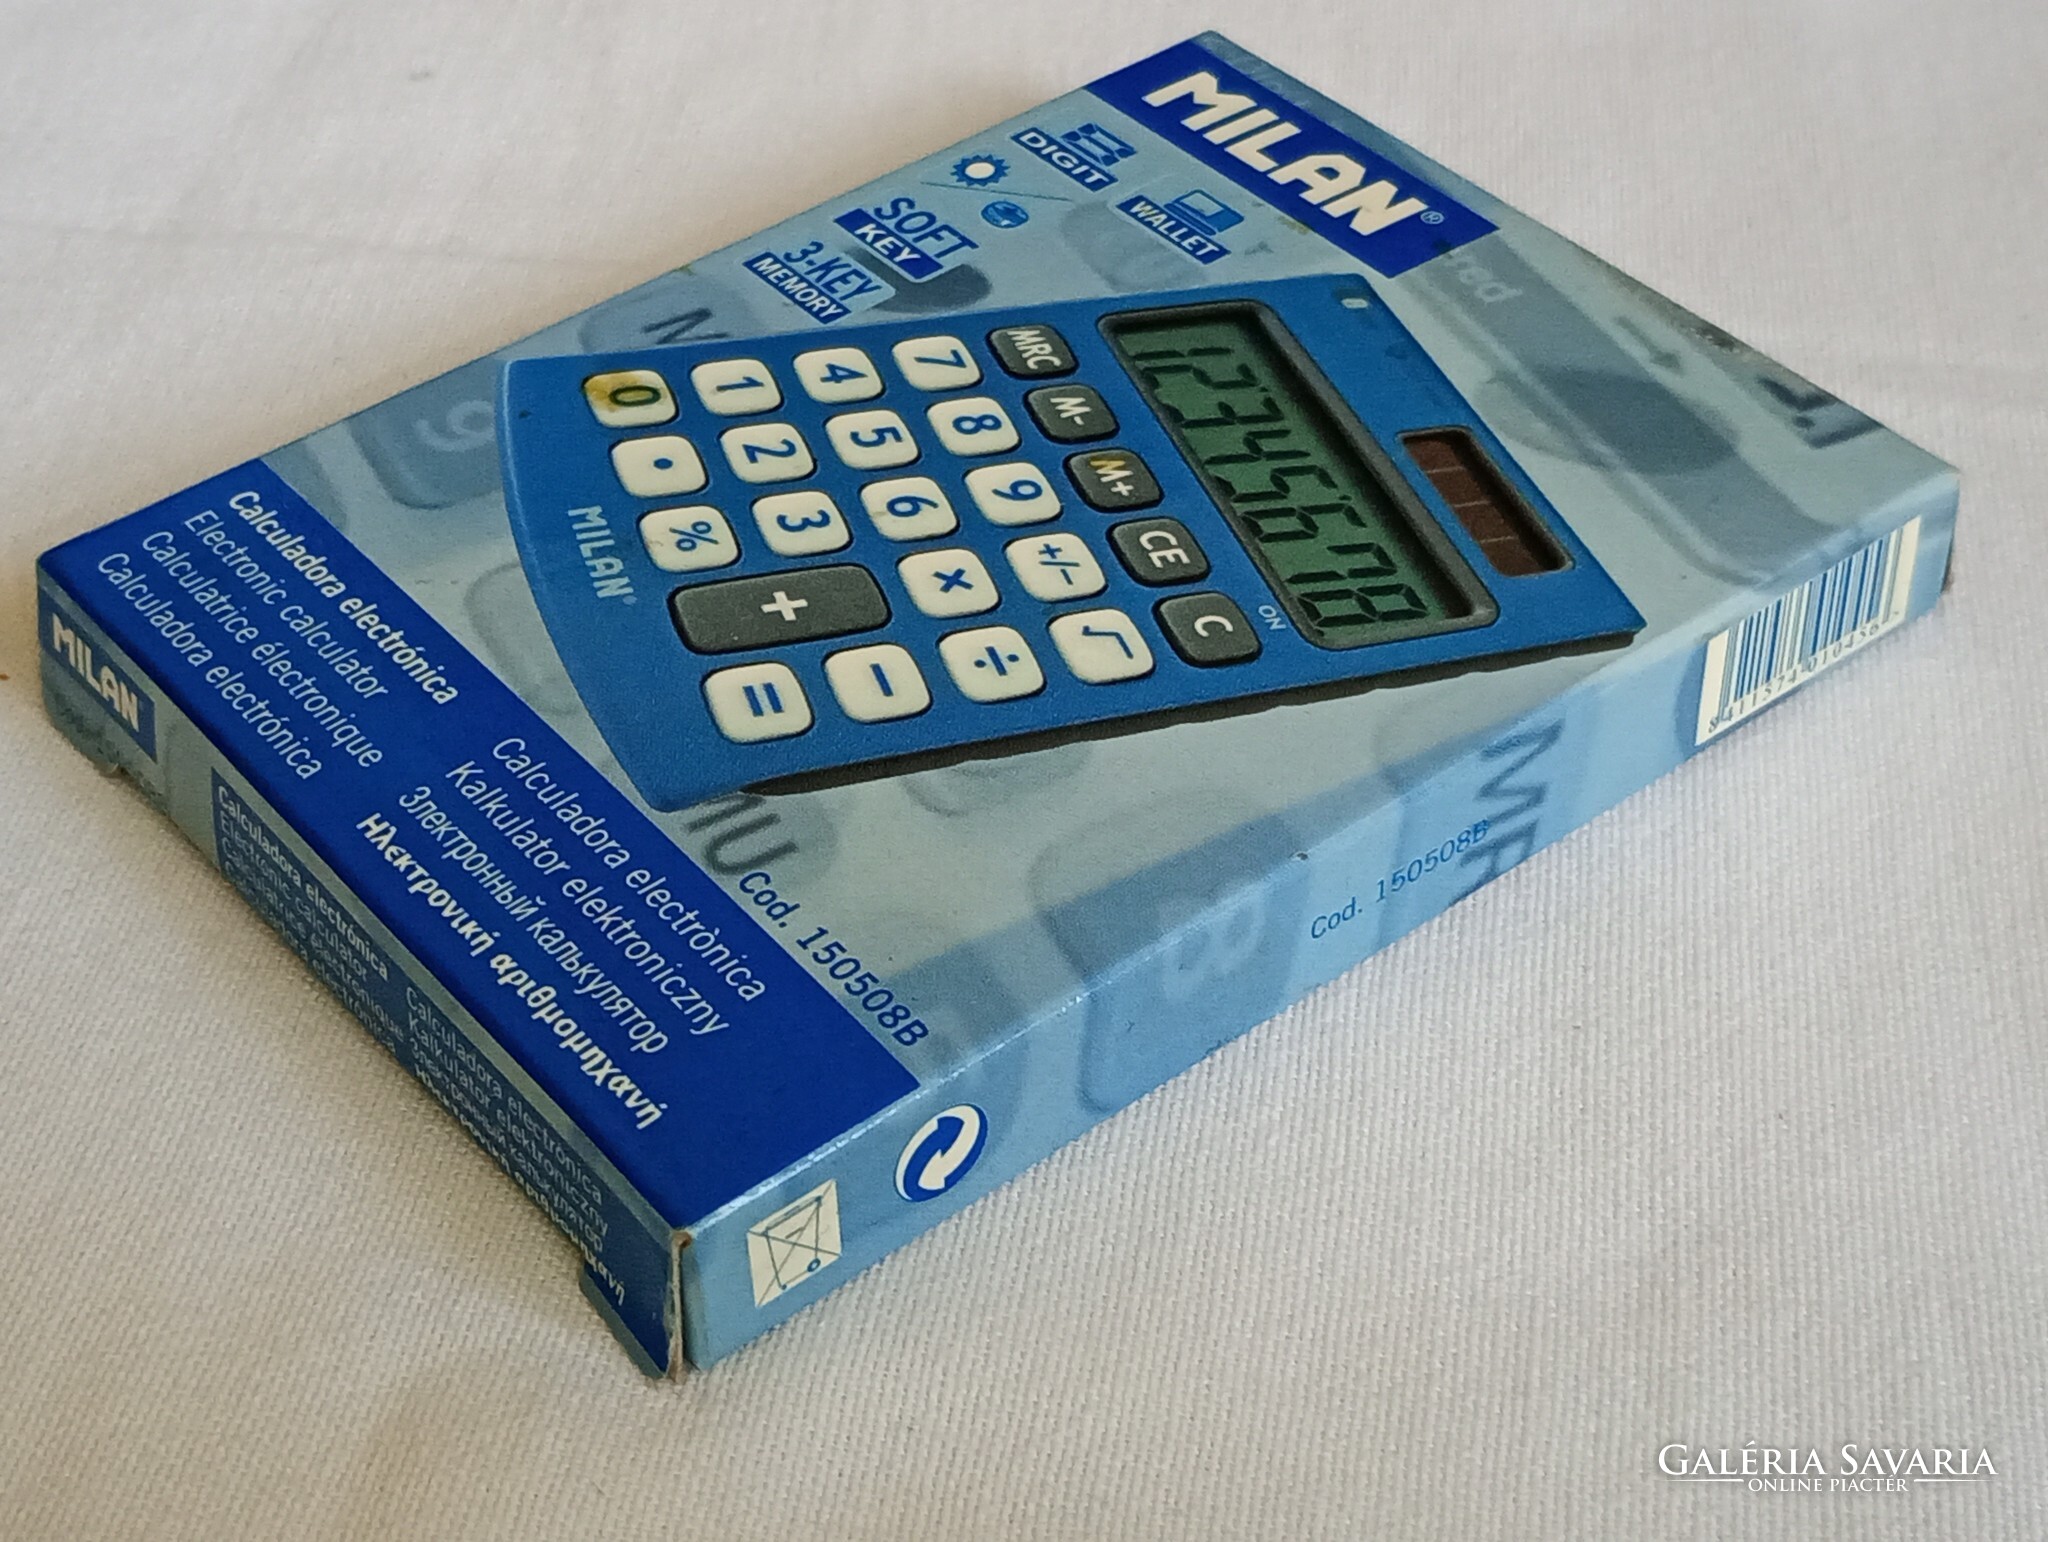 MILAN®
DIGIT
WALLET
SOFT
KEY
3-KEY
MEMORY
12345678
ON
MRC
M-
M+
CE
C
7
8
9
+/-
√
4
5
6
×
÷
1
2
3
+
−
0
•
%
=
MILAN®
Calculadora electrónica
Electronic calculator
Calculatrice électronique
Calculadora electrónica
Calculadora electrònica
Kalkulator elektroniczny
Электронный калькулятор
Ηλεκτρονική αριθμομηχανή
Cod. 150508B
MILAN
Calculadora electrónica
Electronic calculator
Calculatrice électronique
Calculadora electrònica
Kalkulator elektroniczny
Электронный калькулятор
Ηλεκτρονική αριθμομηχανή
Cod. 150508B
8 411574 010456
GALÉRIA SAVARIA
ONLINE PIACTÉR